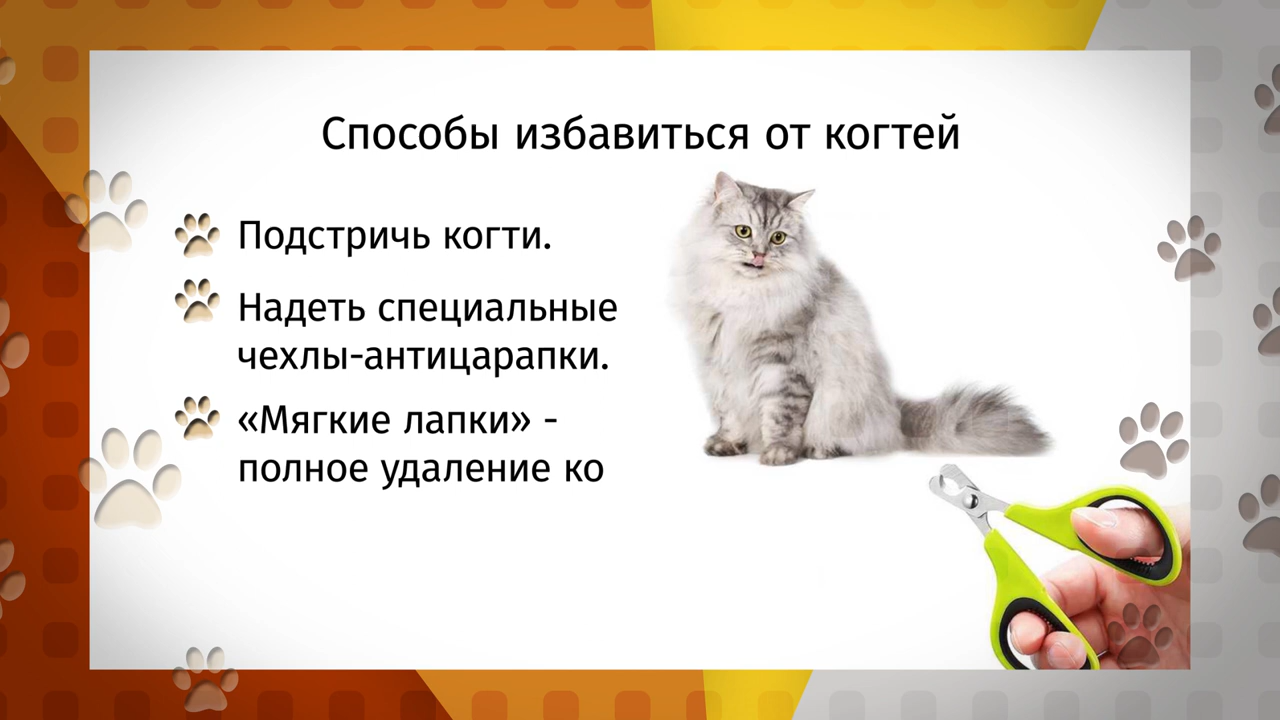 Способы избавиться от когтей
Подстричь когти.
Надеть специальные
чехлы-антицарапки.
«Мягкие лапки» -
полное удаление ко